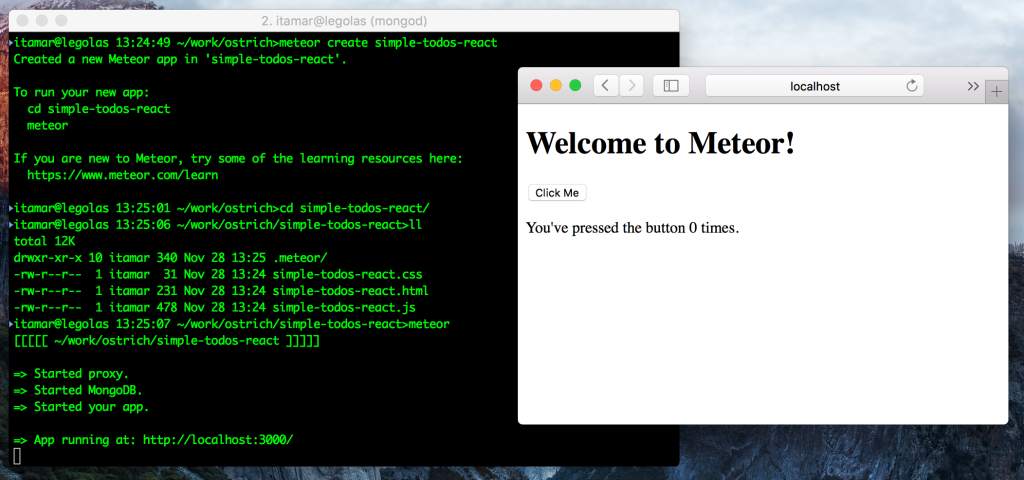 2. itamar@legolas (mongod)
itamar@legolas 13:24:49 ~/work/ostrich>meteor create simple-todos-react
Created a new Meteor app in 'simple-todos-react'.
To run your new app:
cd simple-todos-react
meteor
If you are new to Meteor, try some of the learning resources here:
https://www.meteor.com/learn
itamar@legolas 13:25:01 ~/work/ostrich>cd simple-todos-react/
itamar@legolas 13:25:06 ~/work/ostrich/simple-todos-react>ll
total 12K
drwxr-xr-x 10 itamar 340 Nov 28 13:25 .meteor/
-rw-r--r--  1 itamar  31 Nov 28 13:24 simple-todos-react.css
-rw-r--r--  1 itamar 231 Nov 28 13:24 simple-todos-react.html
-rw-r--r--  1 itamar 478 Nov 28 13:24 simple-todos-react.js
itamar@legolas 13:25:07 ~/work/ostrich/simple-todos-react>meteor
[[[[[ ~/work/ostrich/simple-todos-react ]]]]]
=> Started proxy.
=> Started MongoDB.
=> Started your app.
=> App running at: http://localhost:3000/
localhost
Welcome to Meteor!
Click Me
You've pressed the button 0 times.